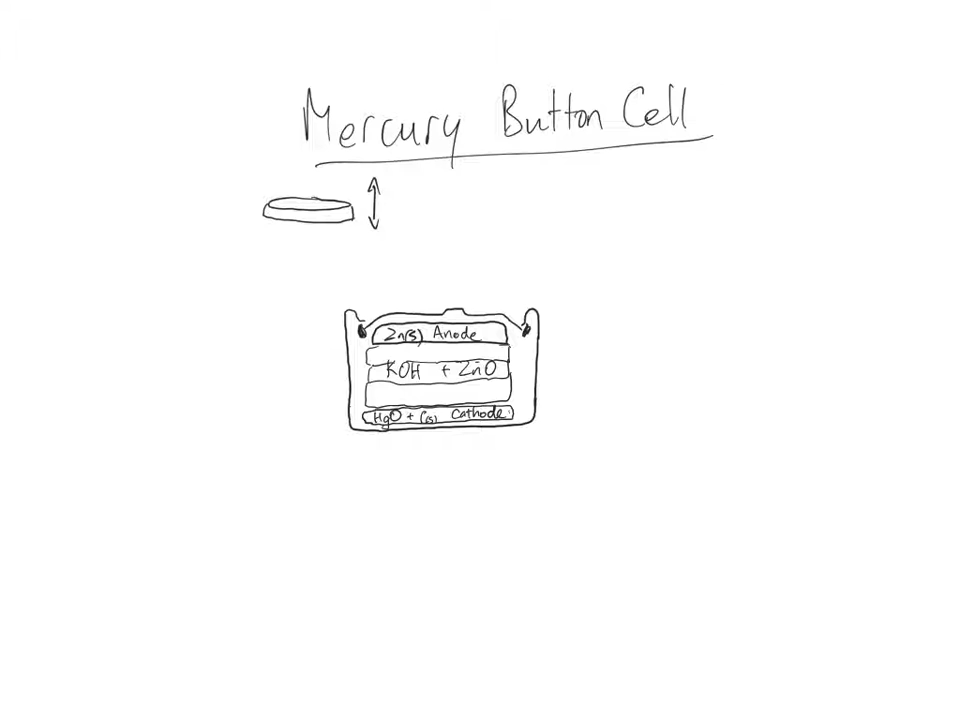 Mercury Button Cell
Zn(s) Anode
KOH + ZnO
HgO + C(s) Cathode